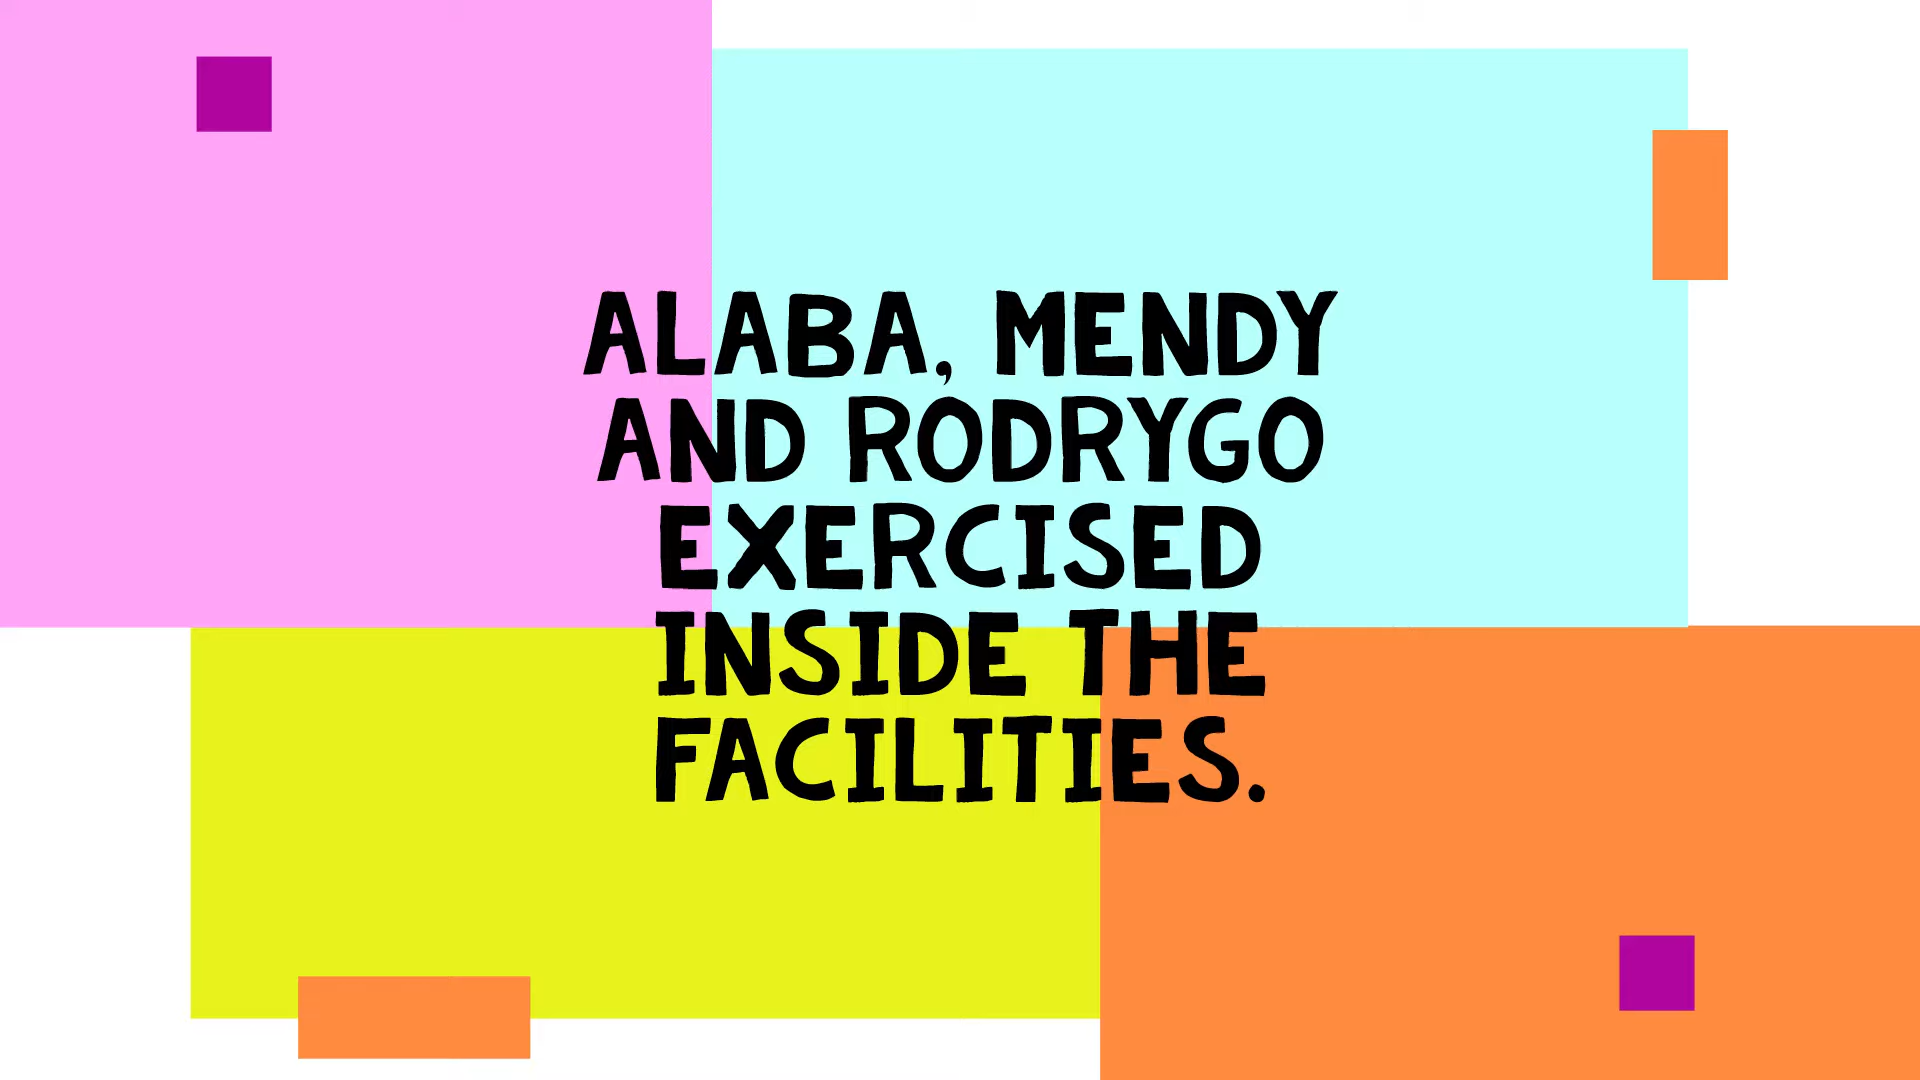 ALABA, MENDY
AND RODRYGO
EXERCISED
INSIDE THE
FACILITIES.